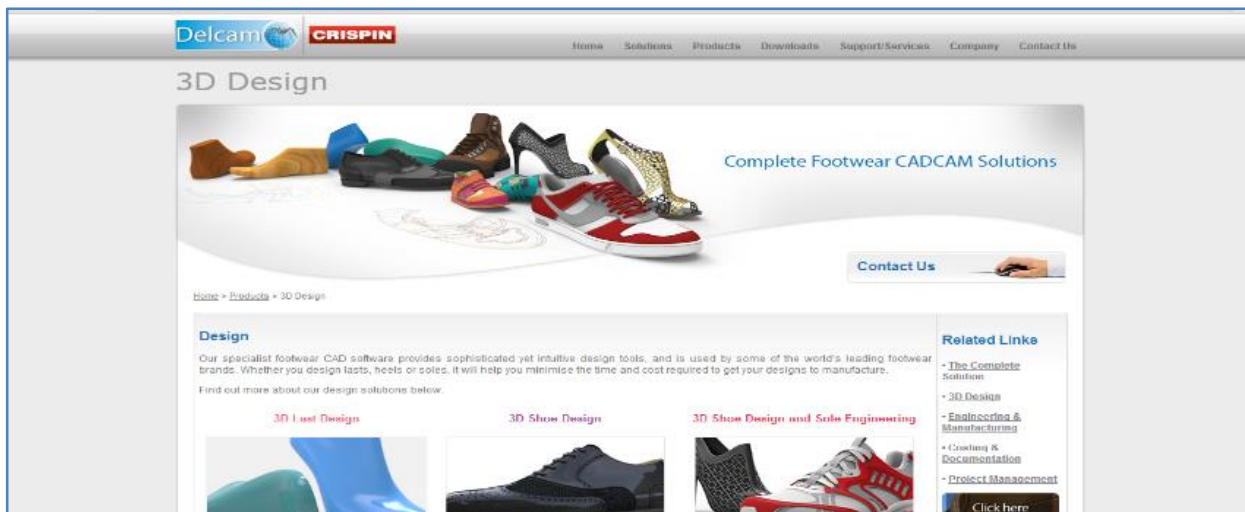 Delcam CRISPIN
Home Solutions Products Downloads Support/Services Company Contact Us
3D Design
Complete Footwear CADCAM Solutions
Contact Us
Home > Products > 3D Design
Design
Our specialist footwear CAD software provides sophisticated yet intuitive design tools, and is used by some of the world's leading footwear
brands. Whether you design lasts, heels or soles, it will help you minimise the time and cost required to get your designs to manufacture.
Find out more about our design solutions below.
3D Last Design
3D Shoe Design
3D Shoe Design and Sole Engineering
Related Links
• The Complete
Solution
• 3D Design
• Engineering &
Manufacturing
• Costing &
Documentation
• Project Management
Click here